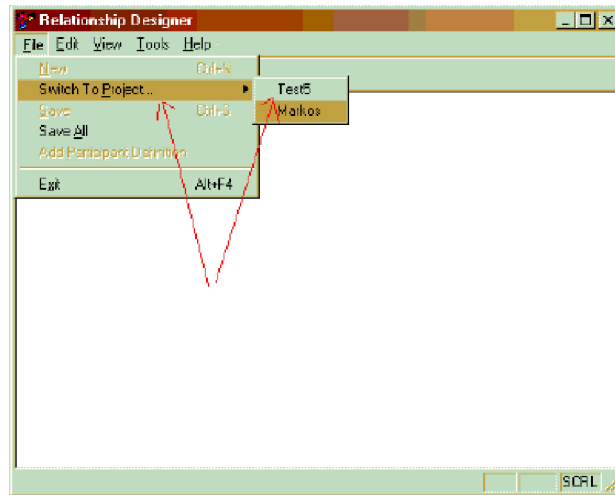 Relationship Designer
File Edit View Tools Help
New Ctrl+N
Switch To Project... Test5
Save Ctrl+S Markos
Save All
Add Participant Definition
Exit Alt+F4
SCRL